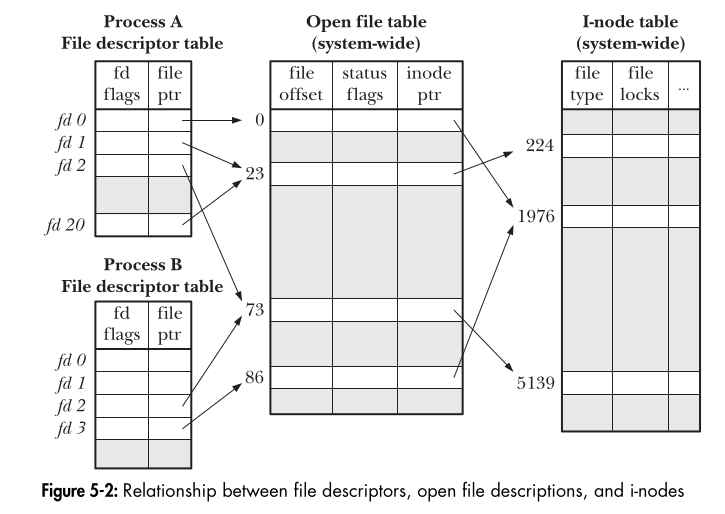 Process A
File descriptor table
fd flags
file ptr
fd 0
fd 1
fd 2
fd 20
Process B
File descriptor table
fd flags
file ptr
fd 0
fd 1
fd 2
fd 3
Open file table
(system-wide)
file offset
status flags
inode ptr
0
23
73
86
I-node table
(system-wide)
file type
file locks
...
224
1976
5139
Figure 5-2: Relationship between file descriptors, open file descriptions, and i-nodes